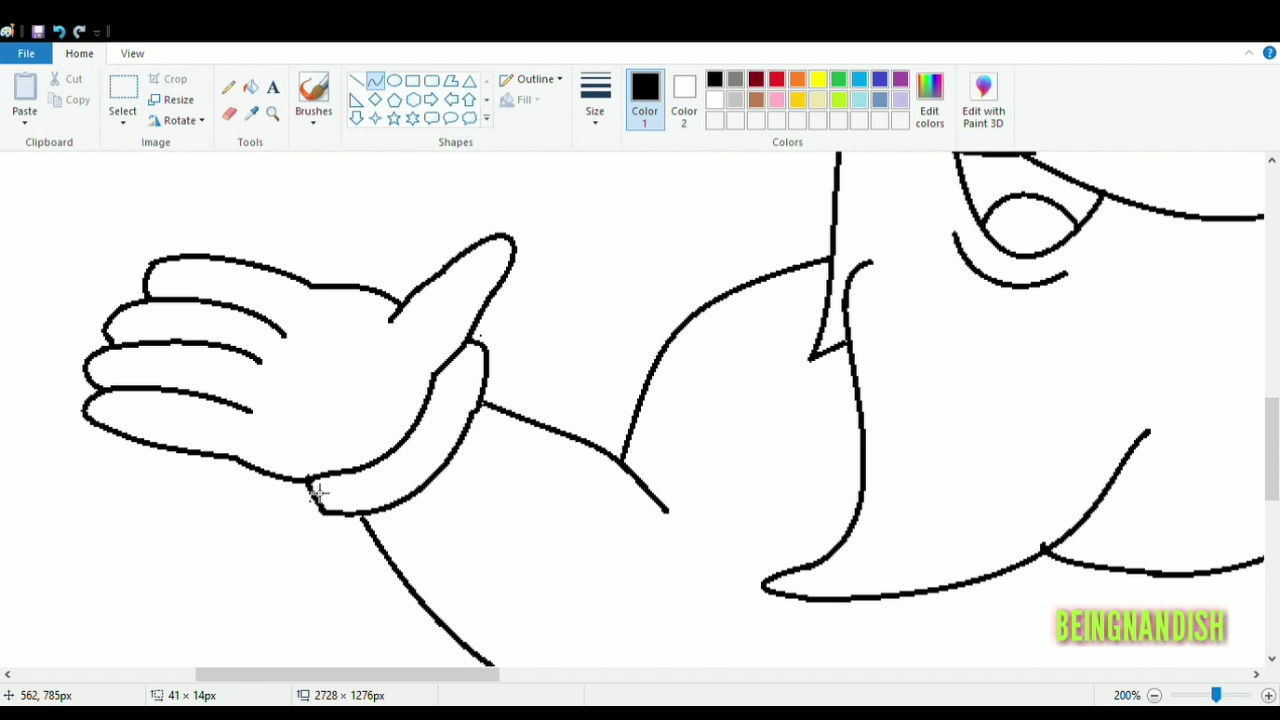 File Home View
Paste Cut Copy Select Crop Resize Rotate Brushes Outline Fill Size Color 1 Color 2 Edit colors Edit with Paint 3D
Clipboard Image Tools Shapes Colors
BEINGNANDISH
562, 785px 41 × 14px 2728 × 1276px 200%